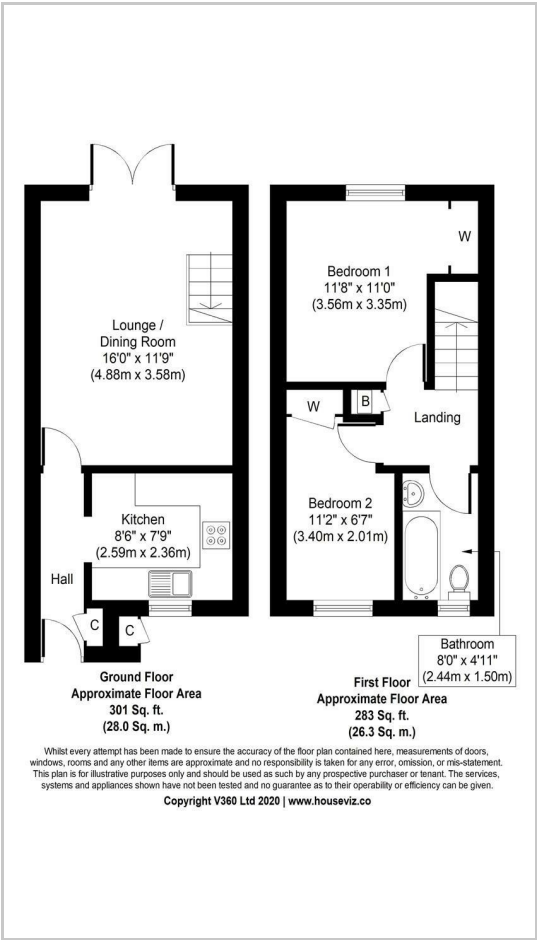 Lounge /
Dining Room
16'0" x 11'9"
(4.88m x 3.58m)
Kitchen
8'6" x 7'9"
(2.59m x 2.36m)
Hall
C
C
Ground Floor
Approximate Floor Area
301 Sq. ft.
(28.0 Sq. m.)
W
Bedroom 1
11'8" x 11'0"
(3.56m x 3.35m)
W
B
Landing
Bedroom 2
11'2" x 6'7"
(3.40m x 2.01m)
Bathroom
8'0" x 4'11"
(2.44m x 1.50m)
First Floor
Approximate Floor Area
283 Sq. ft.
(26.3 Sq. m.)
Whilst every attempt has been made to ensure the accuracy of the floor plan contained here, measurements of doors,
windows, rooms and any other items are approximate and no responsibility is taken for any error, omission, or mis-statement.
This plan is for illustrative purposes only and should be used as such by any prospective purchaser or tenant. The services,
systems and appliances shown have not been tested and no guarantee as to their operability or efficiency can be given.
Copyright V360 Ltd 2020 | www.houseviz.co